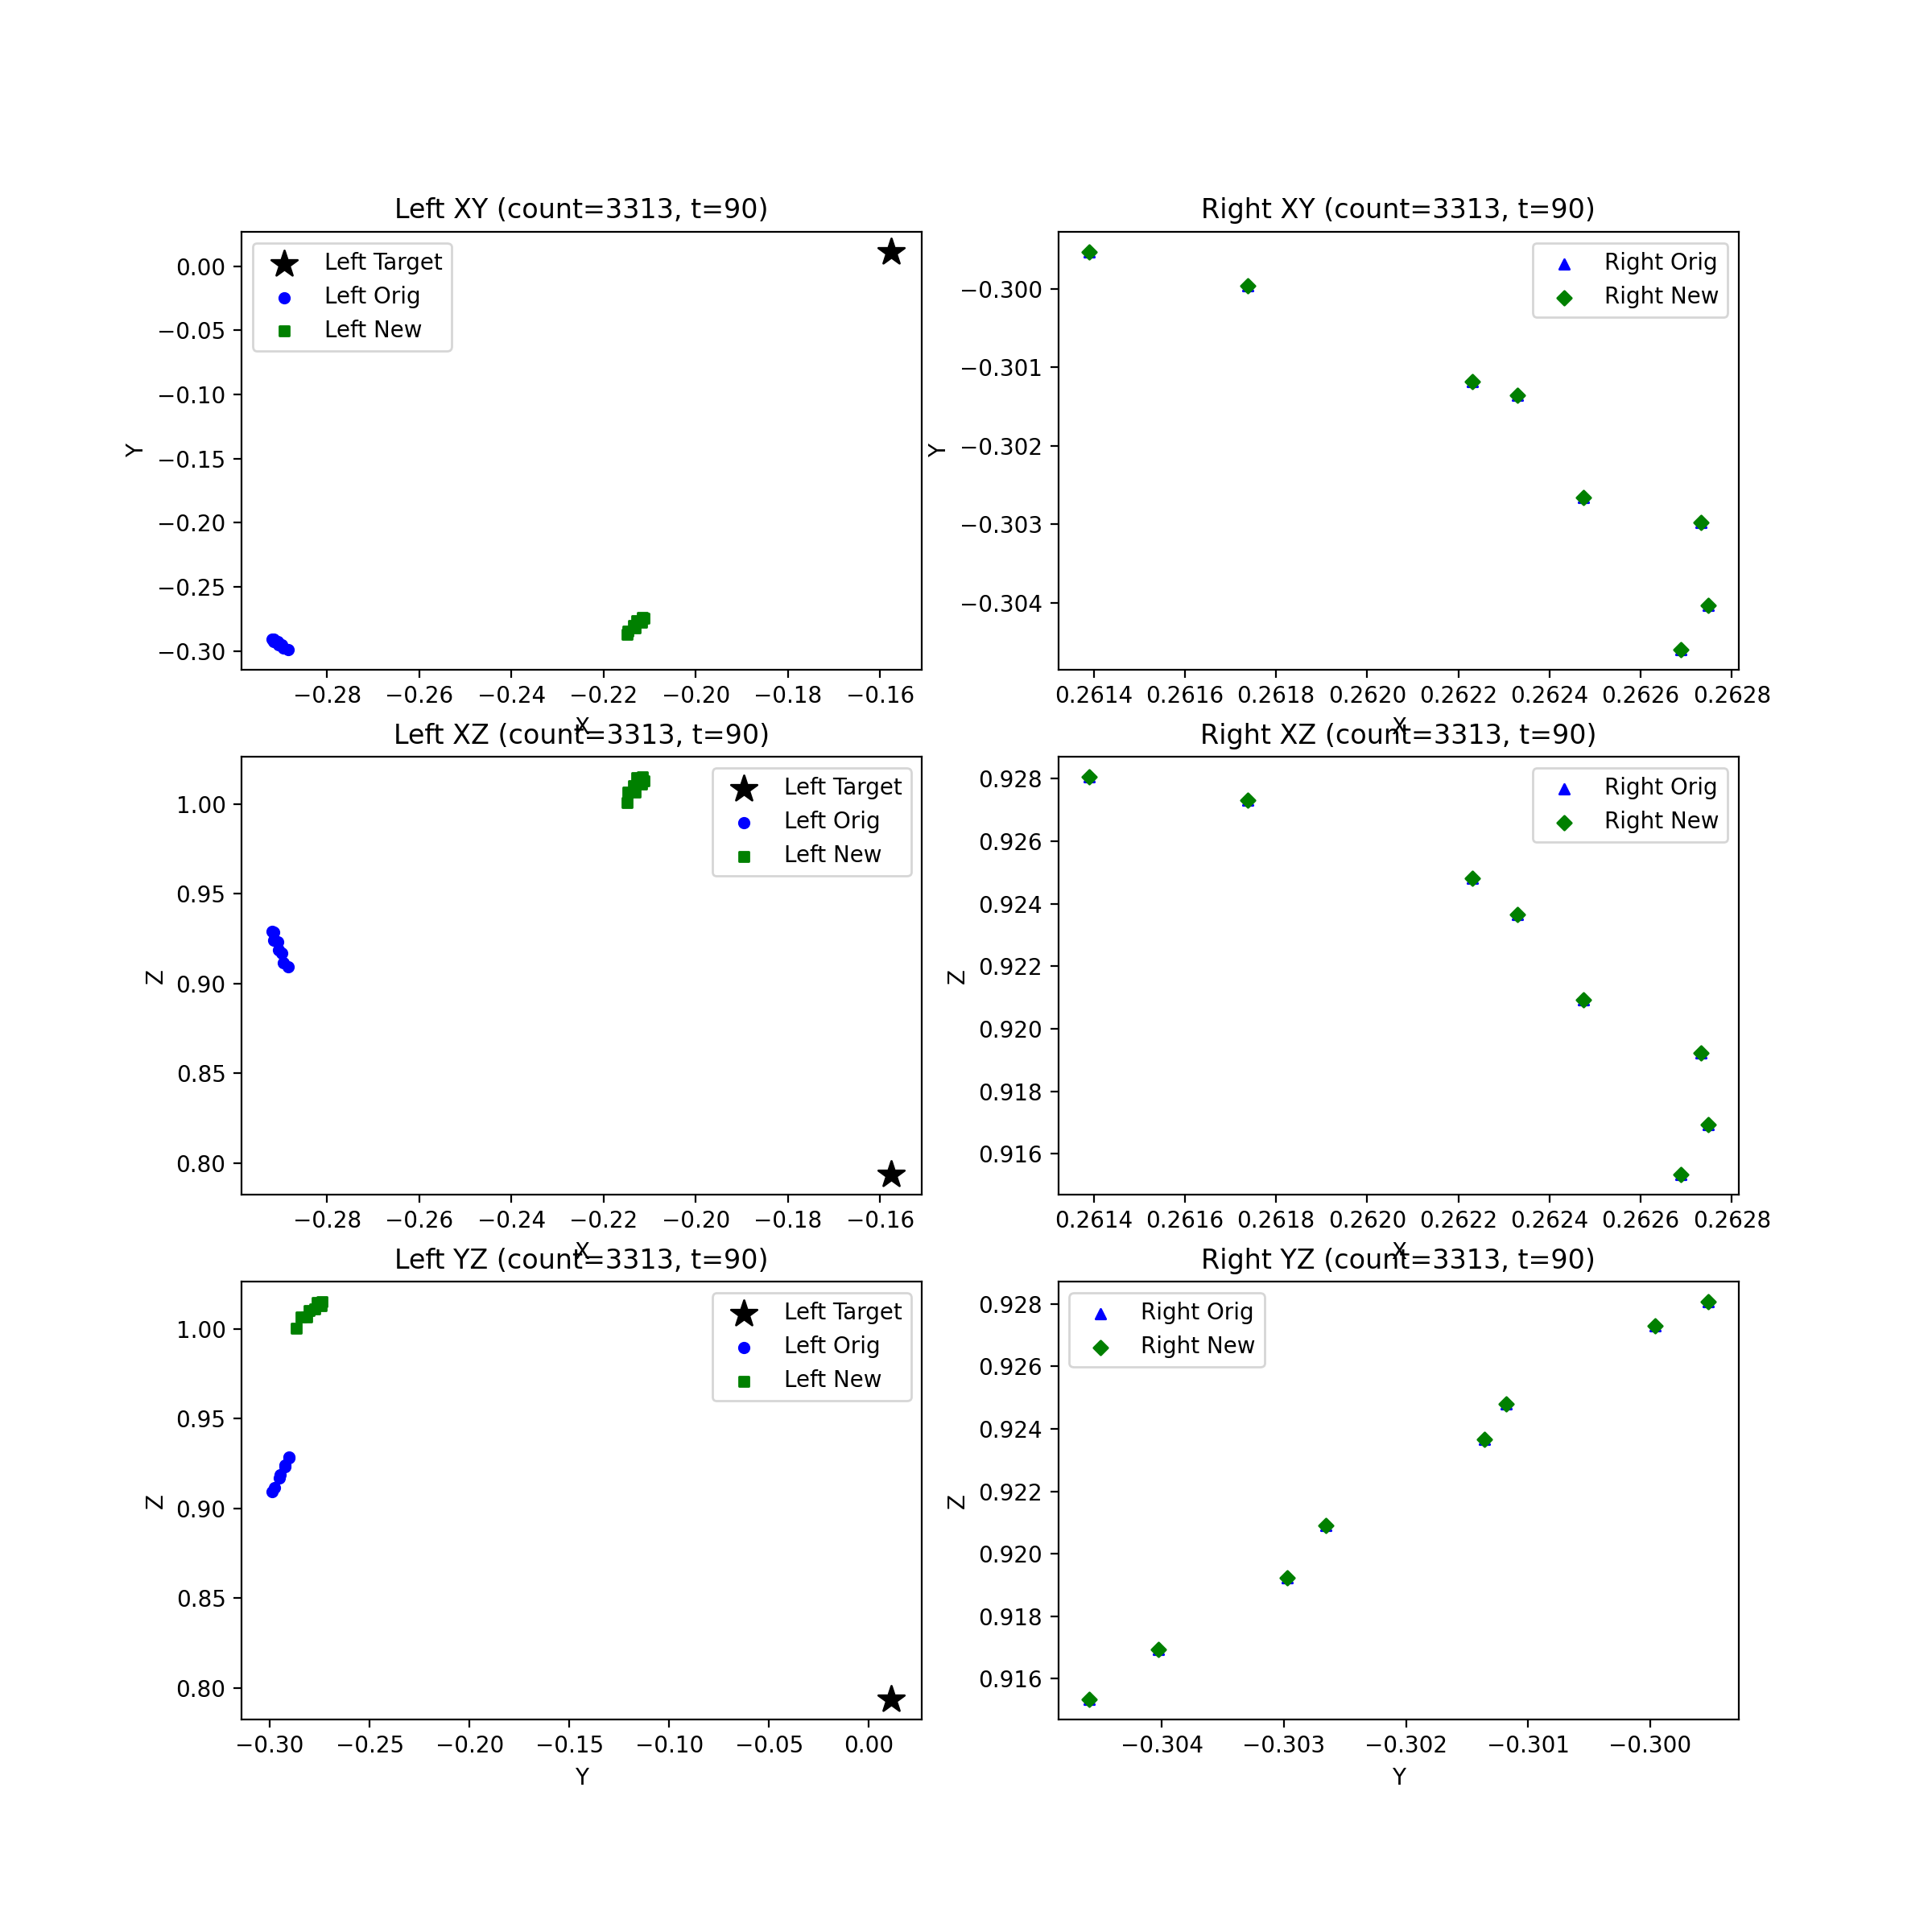 Left XY (count=3313, t=90)
Left Target
Left Orig
Left New
0.00
−0.05
−0.10
−0.15
−0.20
−0.25
−0.30
Y
−0.28 −0.26 −0.24 −0.22 −0.20 −0.18 −0.16
X
Right XY (count=3313, t=90)
Right Orig
Right New
−0.300
−0.301
−0.302
−0.303
−0.304
Y
0.2614 0.2616 0.2618 0.2620 0.2622 0.2624 0.2626 0.2628
X
Left XZ (count=3313, t=90)
Left Target
Left Orig
Left New
1.00
0.95
0.90
0.85
0.80
Z
−0.28 −0.26 −0.24 −0.22 −0.20 −0.18 −0.16
X
Right XZ (count=3313, t=90)
Right Orig
Right New
0.928
0.926
0.924
0.922
0.920
0.918
0.916
Z
0.2614 0.2616 0.2618 0.2620 0.2622 0.2624 0.2626 0.2628
X
Left YZ (count=3313, t=90)
Left Target
Left Orig
Left New
1.00
0.95
0.90
0.85
0.80
Z
−0.30 −0.25 −0.20 −0.15 −0.10 −0.05 0.00
Y
Right YZ (count=3313, t=90)
Right Orig
Right New
0.928
0.926
0.924
0.922
0.920
0.918
0.916
Z
−0.304 −0.303 −0.302 −0.301 −0.300
Y